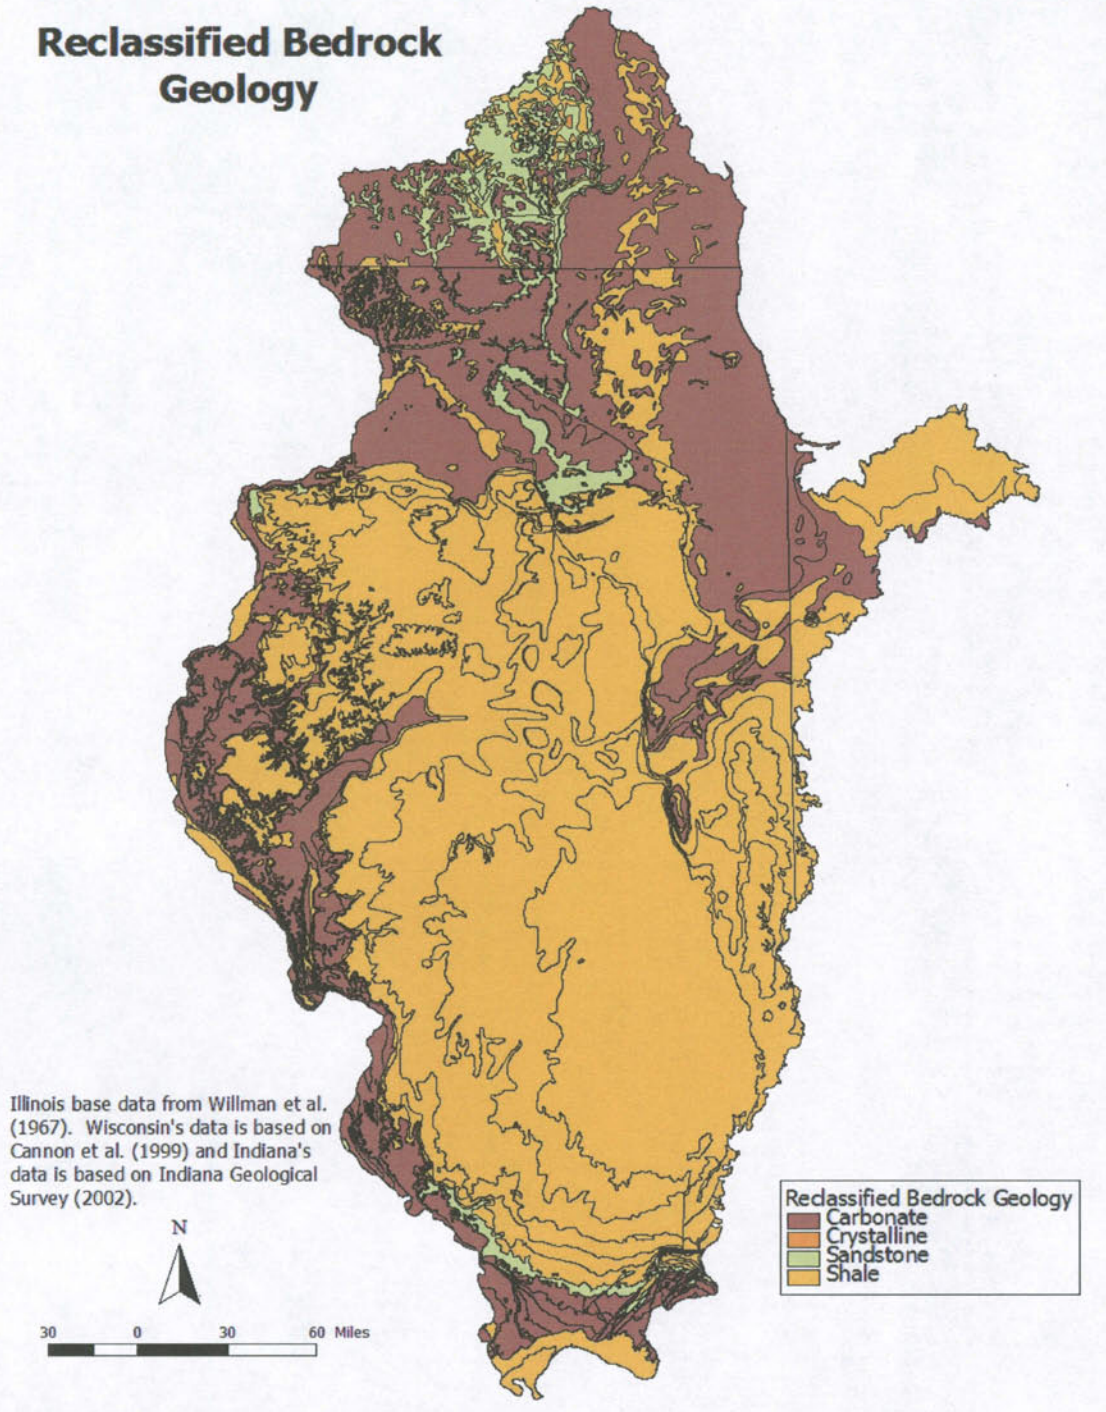 Reclassified Bedrock
Geology
Illinois base data from Willman et al.
(1967).  Wisconsin's data is based on
Cannon et al. (1999) and Indiana's
data is based on Indiana Geological
Survey (2002).
N
30 0 30 60 Miles
Reclassified Bedrock Geology
Carbonate
Crystalline
Sandstone
Shale